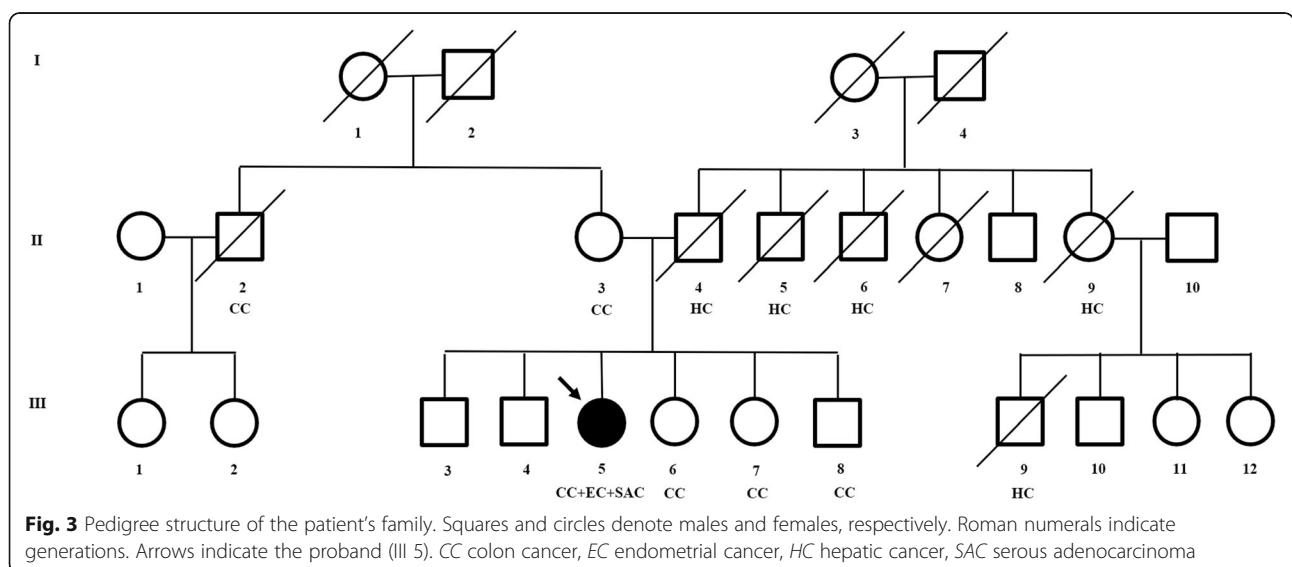 I
1 2 3 4
II
1 2 3 4 5 6 7 8 9 10
CC CC HC HC HC HC
III
1 2 3 4 5 6 7 8 9 10 11 12
CC+EC+SAC CC CC CC HC
Fig. 3 Pedigree structure of the patient's family. Squares and circles denote males and females, respectively. Roman numerals indicate
generations. Arrows indicate the proband (III 5). CC colon cancer, EC endometrial cancer, HC hepatic cancer, SAC serous adenocarcinoma